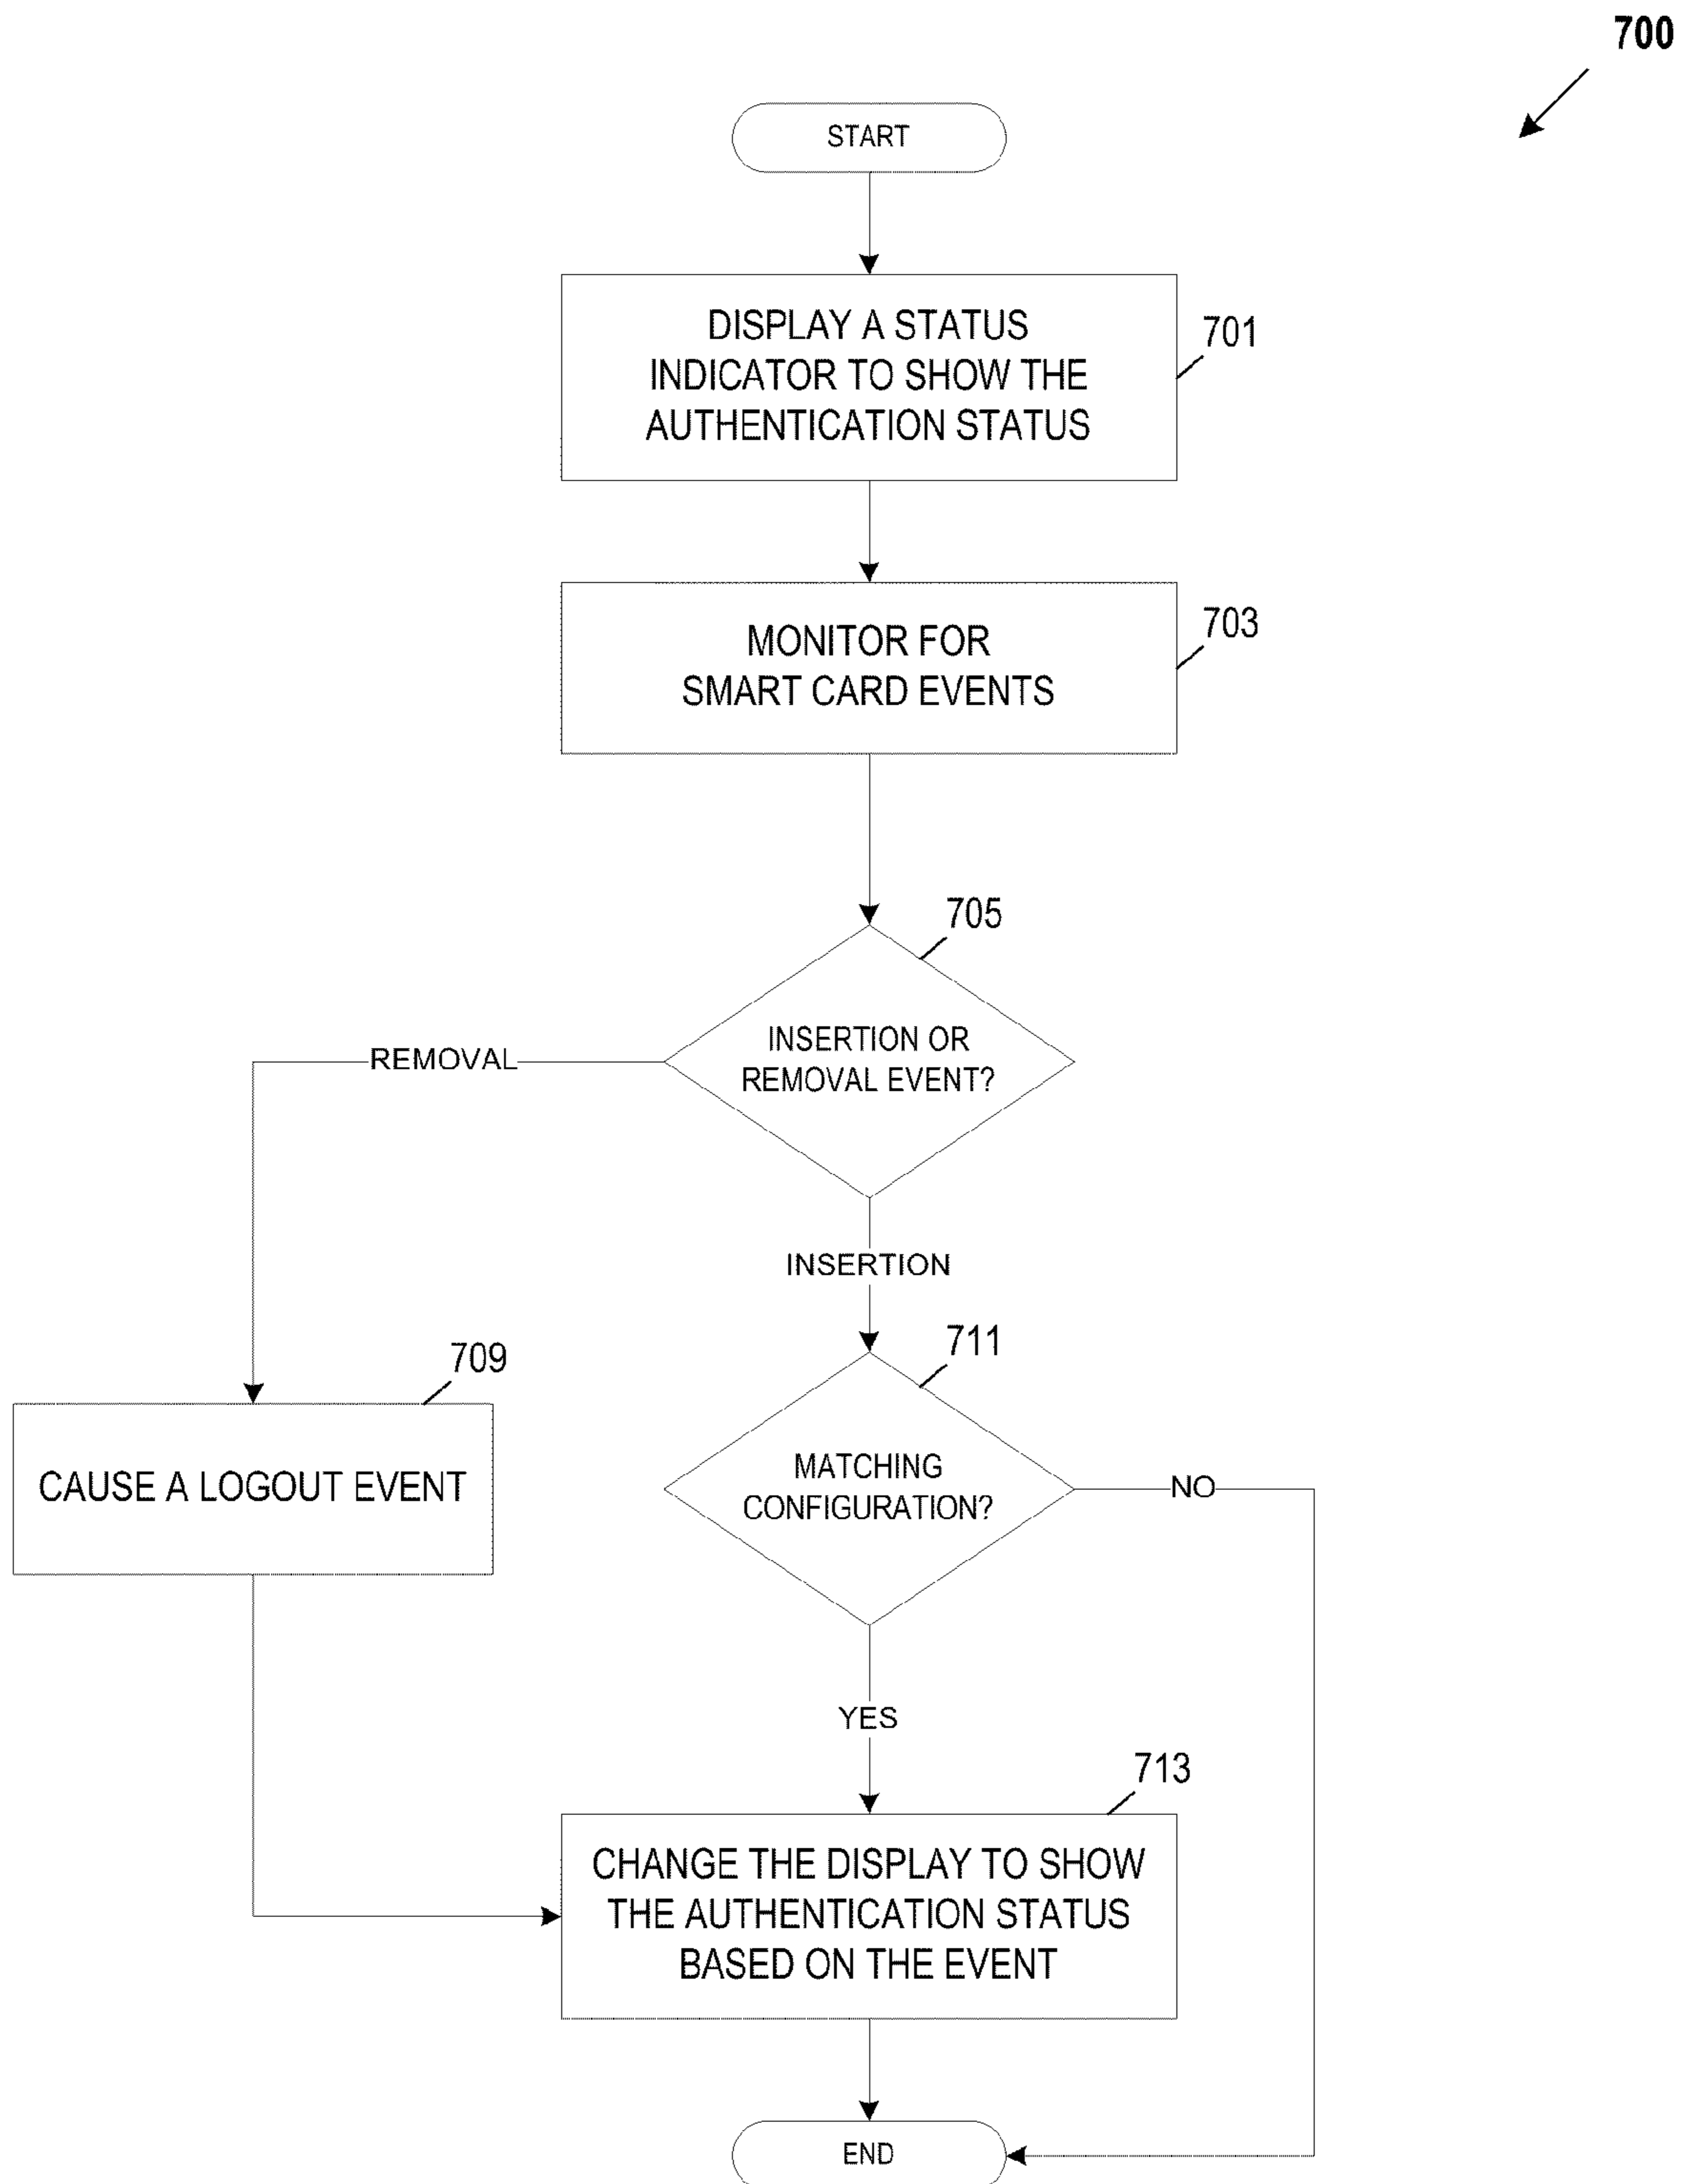 700
START
DISPLAY A STATUS
INDICATOR TO SHOW THE
AUTHENTICATION STATUS
701
MONITOR FOR
SMART CARD EVENTS
703
705
INSERTION OR
REMOVAL EVENT?
REMOVAL
INSERTION
709
CAUSE A LOGOUT EVENT
711
MATCHING
CONFIGURATION?
NO
YES
713
CHANGE THE DISPLAY TO SHOW
THE AUTHENTICATION STATUS
BASED ON THE EVENT
END